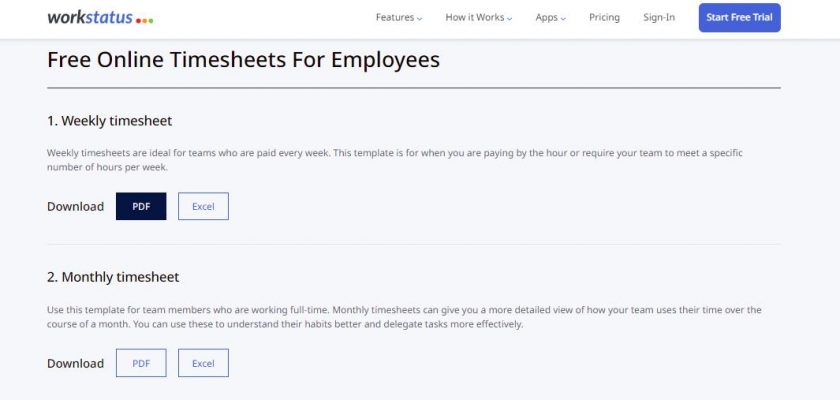 workstatus
Features How it Works Apps Pricing Sign-In Start Free Trial
Free Online Timesheets For Employees
1. Weekly timesheet
Weekly timesheets are ideal for teams who are paid every week. This template is for when you are paying by the hour or require your team to meet a specific
number of hours per week.
Download PDF Excel
2. Monthly timesheet
Use this template for team members who are working full-time. Monthly timesheets can give you a more detailed view of how your team uses their time over the
course of a month. You can use these to understand their habits better and delegate tasks more effectively.
Download PDF Excel